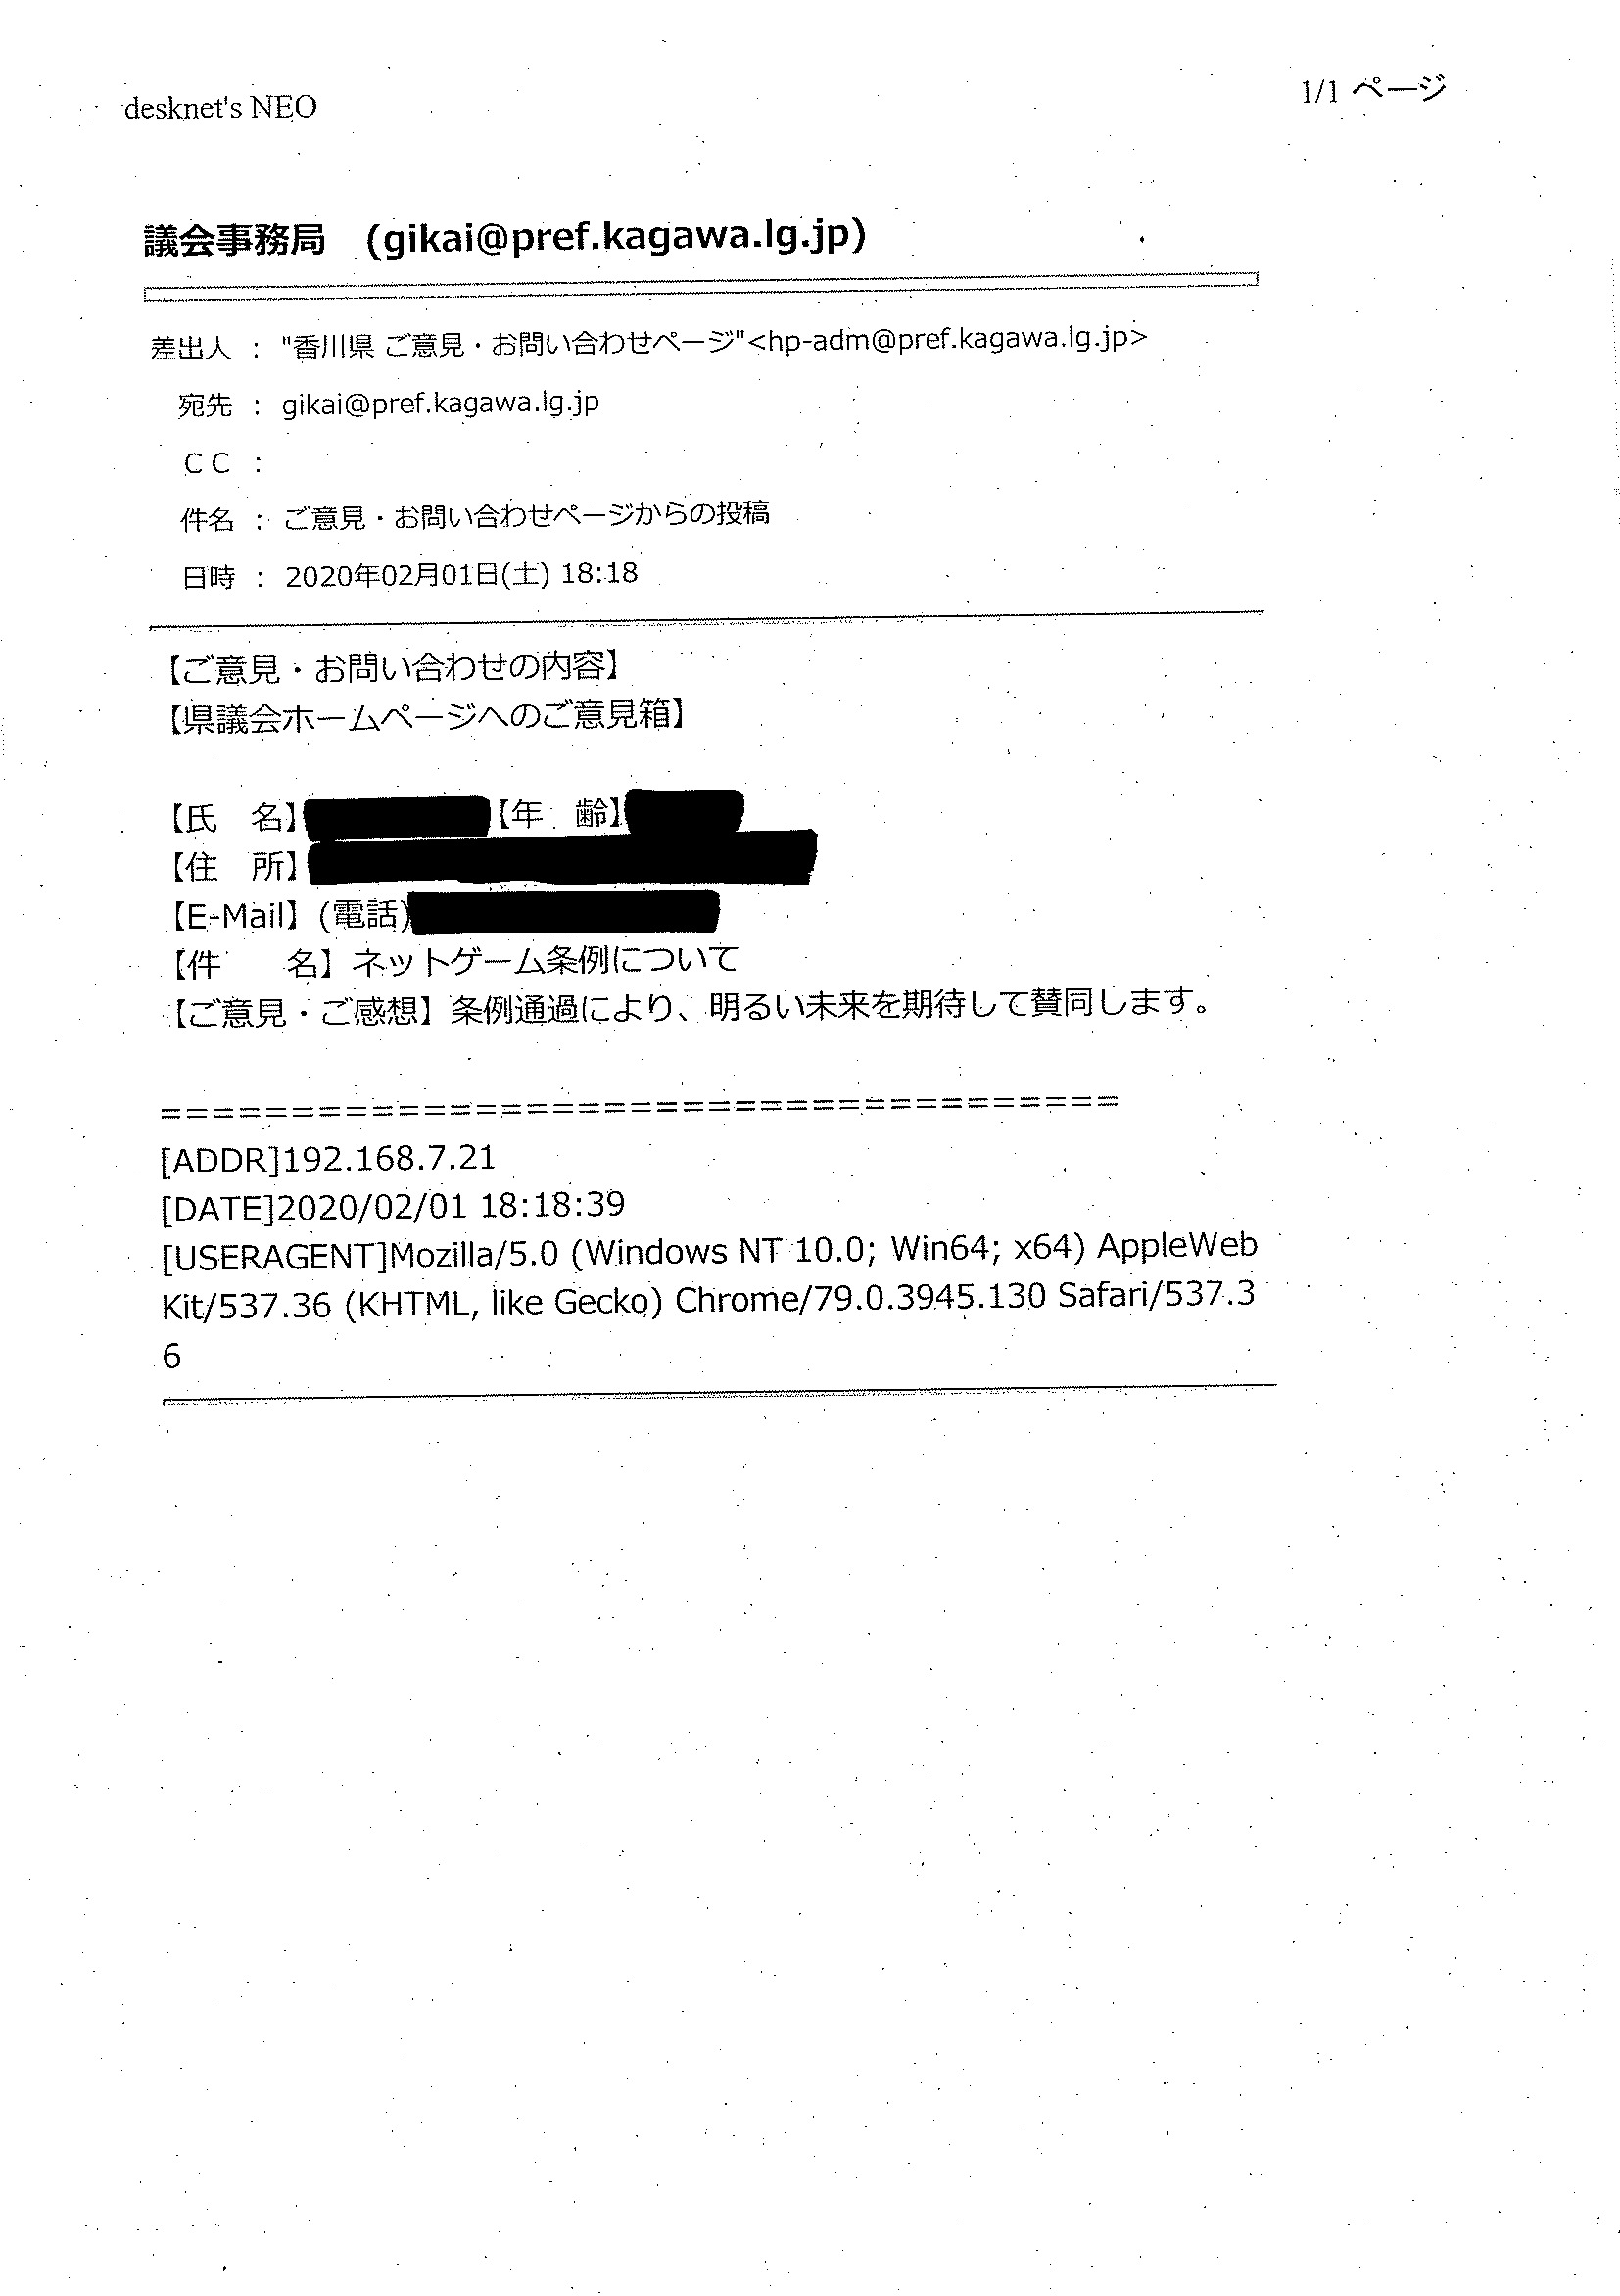 desknet's NEO
1/1 ページ
議会事務局　(gikai@pref.kagawa.lg.jp)
差出人 : "香川県 ご意見・お問い合わせページ"<hp-adm@pref.kagawa.lg.jp>
宛先 : gikai@pref.kagawa.lg.jp
ＣＣ :
件名 : ご意見・お問い合わせページからの投稿
日時 : 2020年02月01日(土) 18:18
【ご意見・お問い合わせの内容】
【県議会ホームページへのご意見箱】
【氏　名】【年　齢】
【住　所】
【E-Mail】(電話)
【件　　名】ネットゲーム条例について
【ご意見・ご感想】条例通過により、明るい未来を期待して賛同します。
=====================================
[ADDR]192.168.7.21
[DATE]2020/02/01 18:18:39
[USERAGENT]Mozilla/5.0 (Windows NT 10.0; Win64; x64) AppleWeb
Kit/537.36 (KHTML, like Gecko) Chrome/79.0.3945.130 Safari/537.3
6